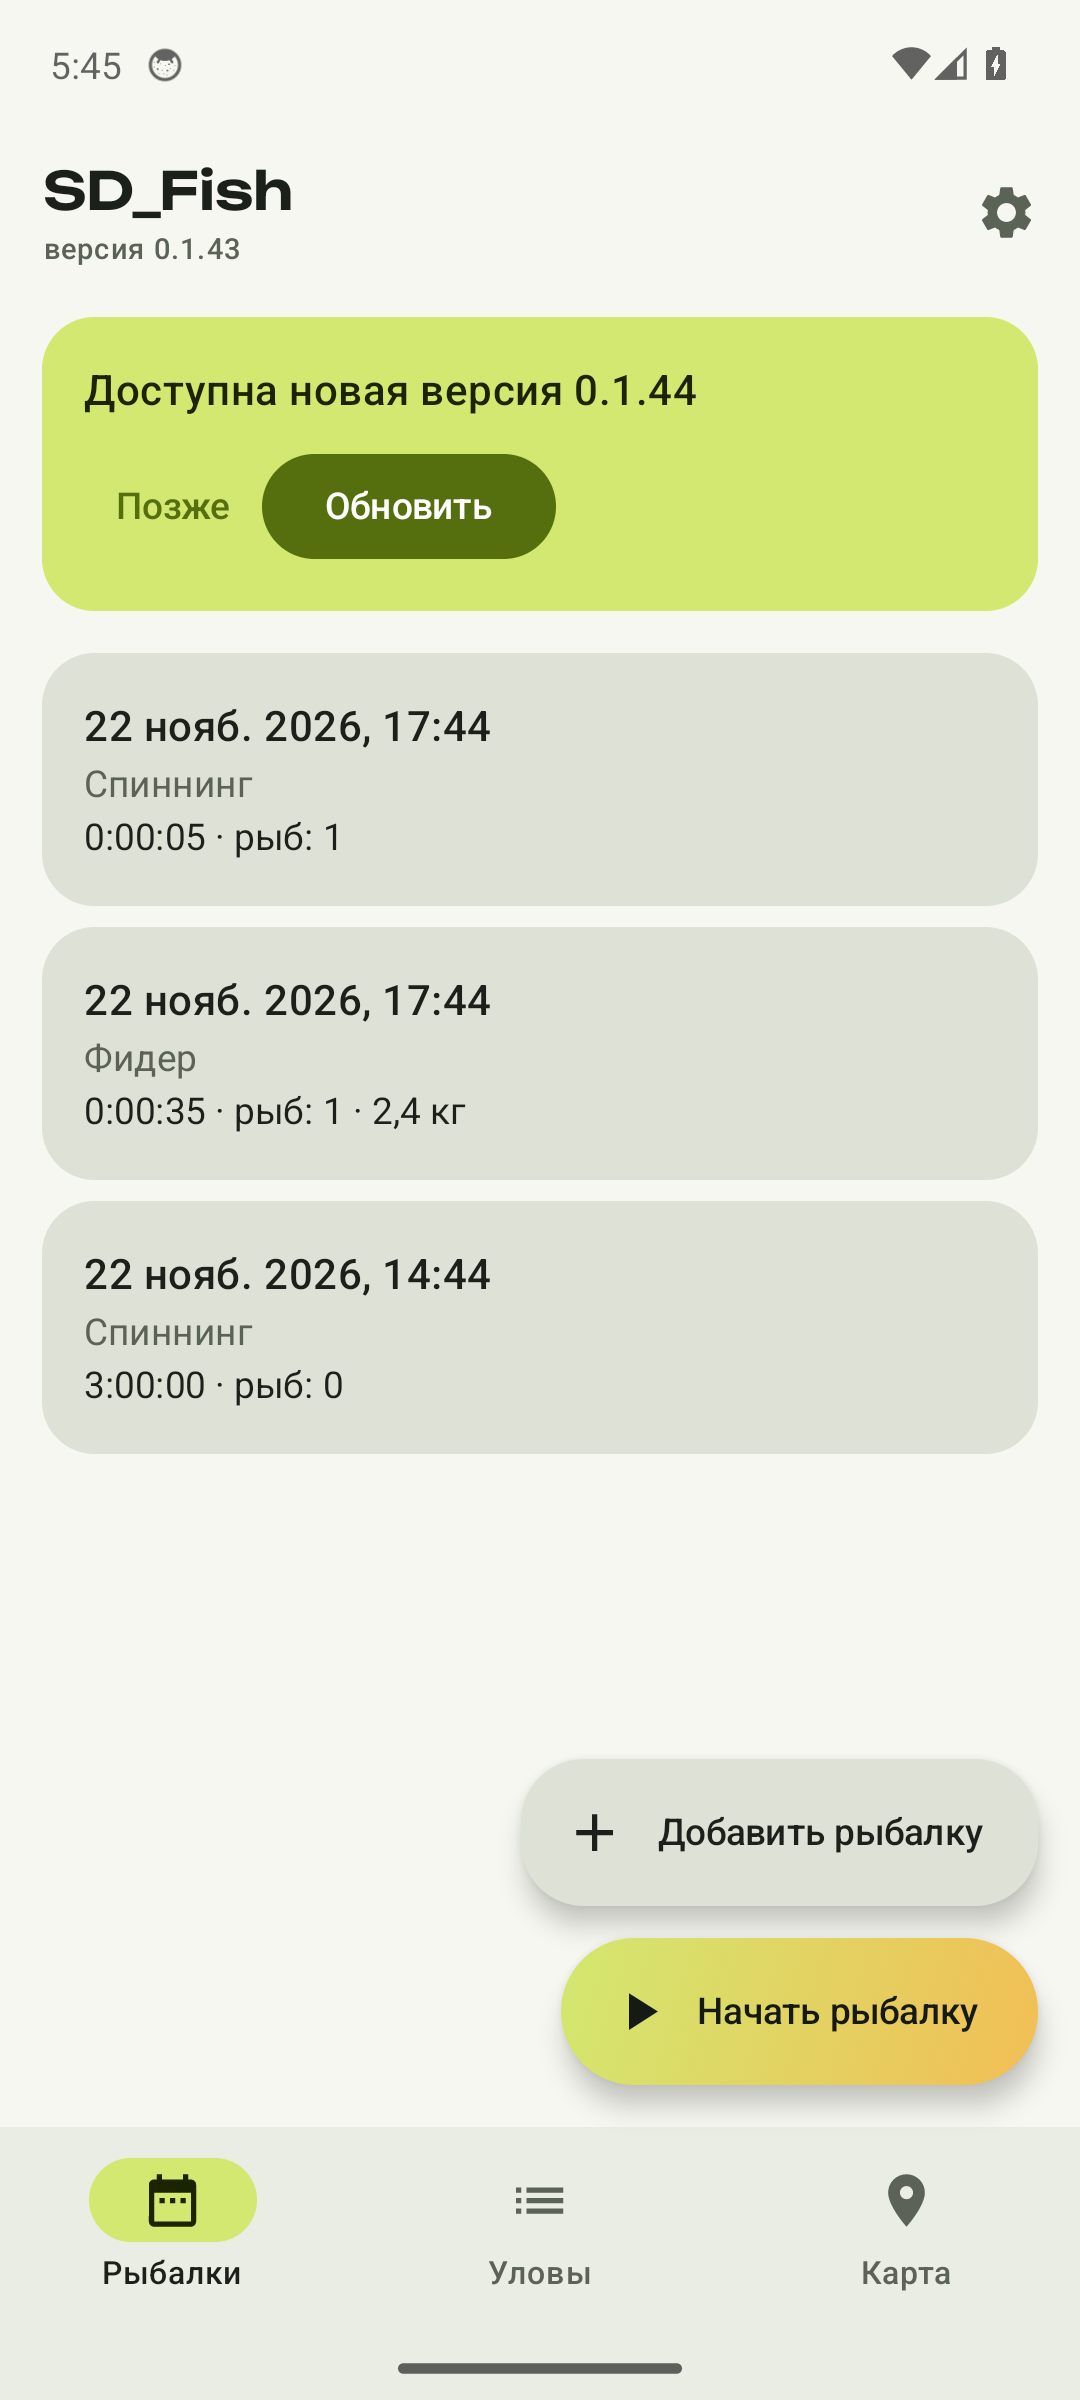 5:45
SD_Fish
версия 0.1.43
Доступна новая версия 0.1.44
Позже
Обновить
22 нояб. 2026, 17:44
Спиннинг
0:00:05 · рыб: 1
22 нояб. 2026, 17:44
Фидер
0:00:35 · рыб: 1 · 2,4 кг
22 нояб. 2026, 14:44
Спиннинг
3:00:00 · рыб: 0
Добавить рыбалку
Начать рыбалку
Рыбалки
Уловы
Карта